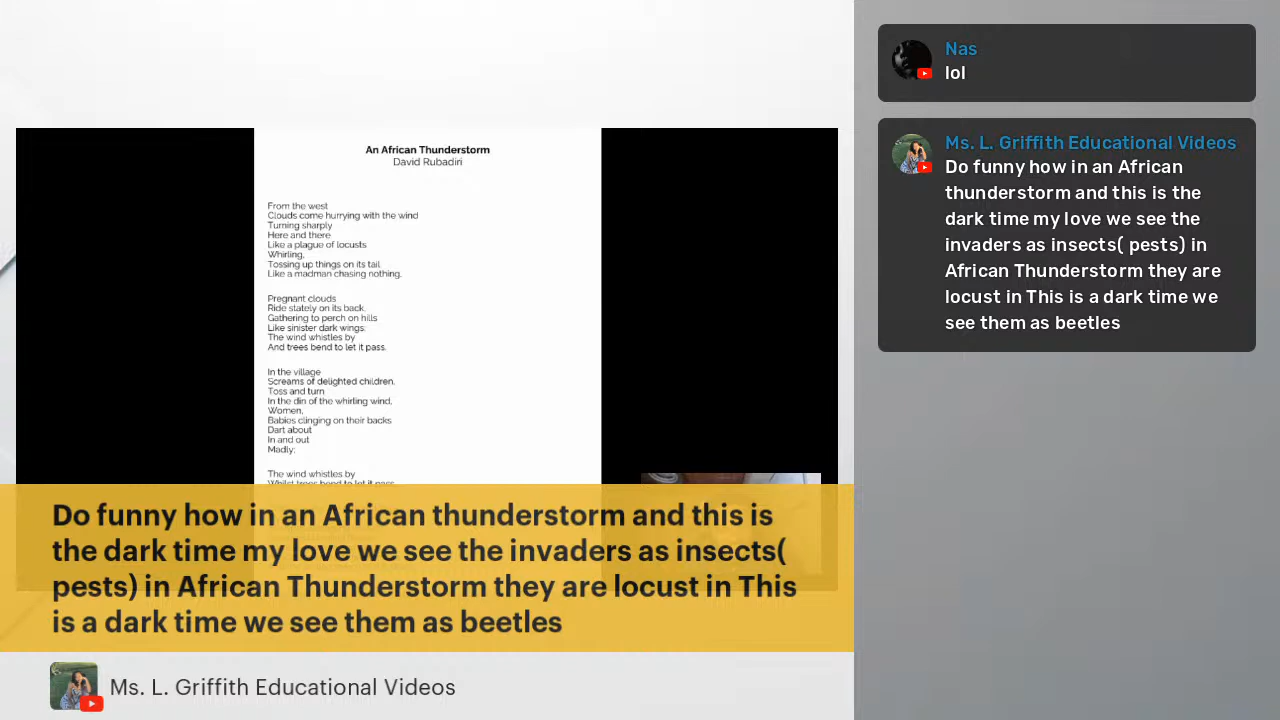 An African Thunderstorm
David Rubadiri
From the west
Clouds come hurrying with the wind
Turning sharply
Here and there
Like a plague of locusts
Whirling,
Tossing up things on its tail
Like a madman chasing nothing.
Pregnant clouds
Ride stately on its back,
Gathering to perch on hills
Like sinister dark wings;
The wind whistles by
And trees bend to let it pass.
In the village
Screams of delighted children,
Toss and turn
In the din of the whirling wind,
Women,
Babies clinging on their backs
Dart about
In and out
Madly;
The wind whistles by
Whilst trees bend to let it pass.
Do funny how in an African thunderstorm and this is
the dark time my love we see the invaders as insects(
pests) in African Thunderstorm they are locust in This
is a dark time we see them as beetles
Ms. L. Griffith Educational Videos
Nas
lol
Ms. L. Griffith Educational Videos
Do funny how in an African
thunderstorm and this is the
dark time my love we see the
invaders as insects( pests) in
African Thunderstorm they are
locust in This is a dark time we
see them as beetles